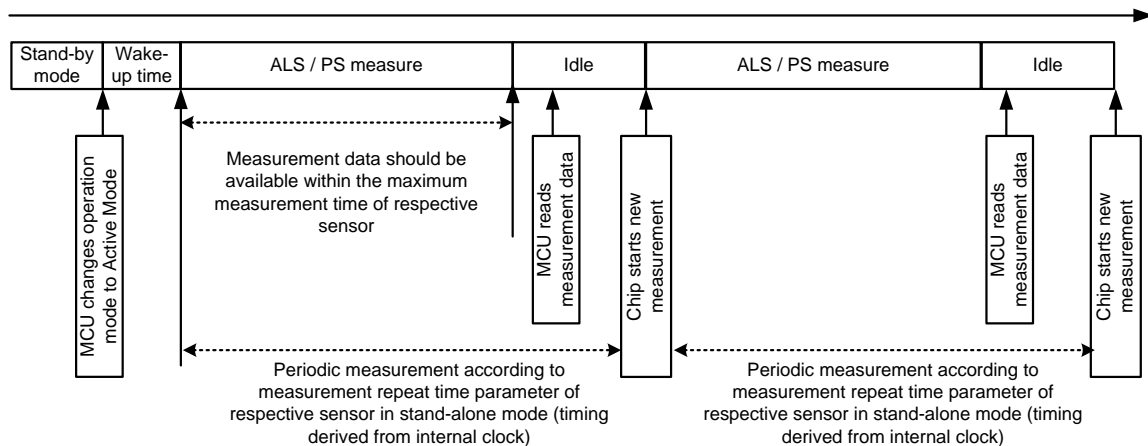 Stand-by
mode
Wake-
up time
ALS / PS measure
Idle
ALS / PS measure
Idle
MCU changes operation
mode to Active Mode
Measurement data should be
available within the maximum
measurement time of respective
sensor
MCU reads
measurement data
Chip starts new
measurement
MCU reads
measurement data
Chip starts new
measurement
Periodic measurement according to
measurement repeat time parameter of
respective sensor in stand-alone mode (timing
derived from internal clock)
Periodic measurement according to
measurement repeat time parameter of
respective sensor in stand-alone mode (timing
derived from internal clock)